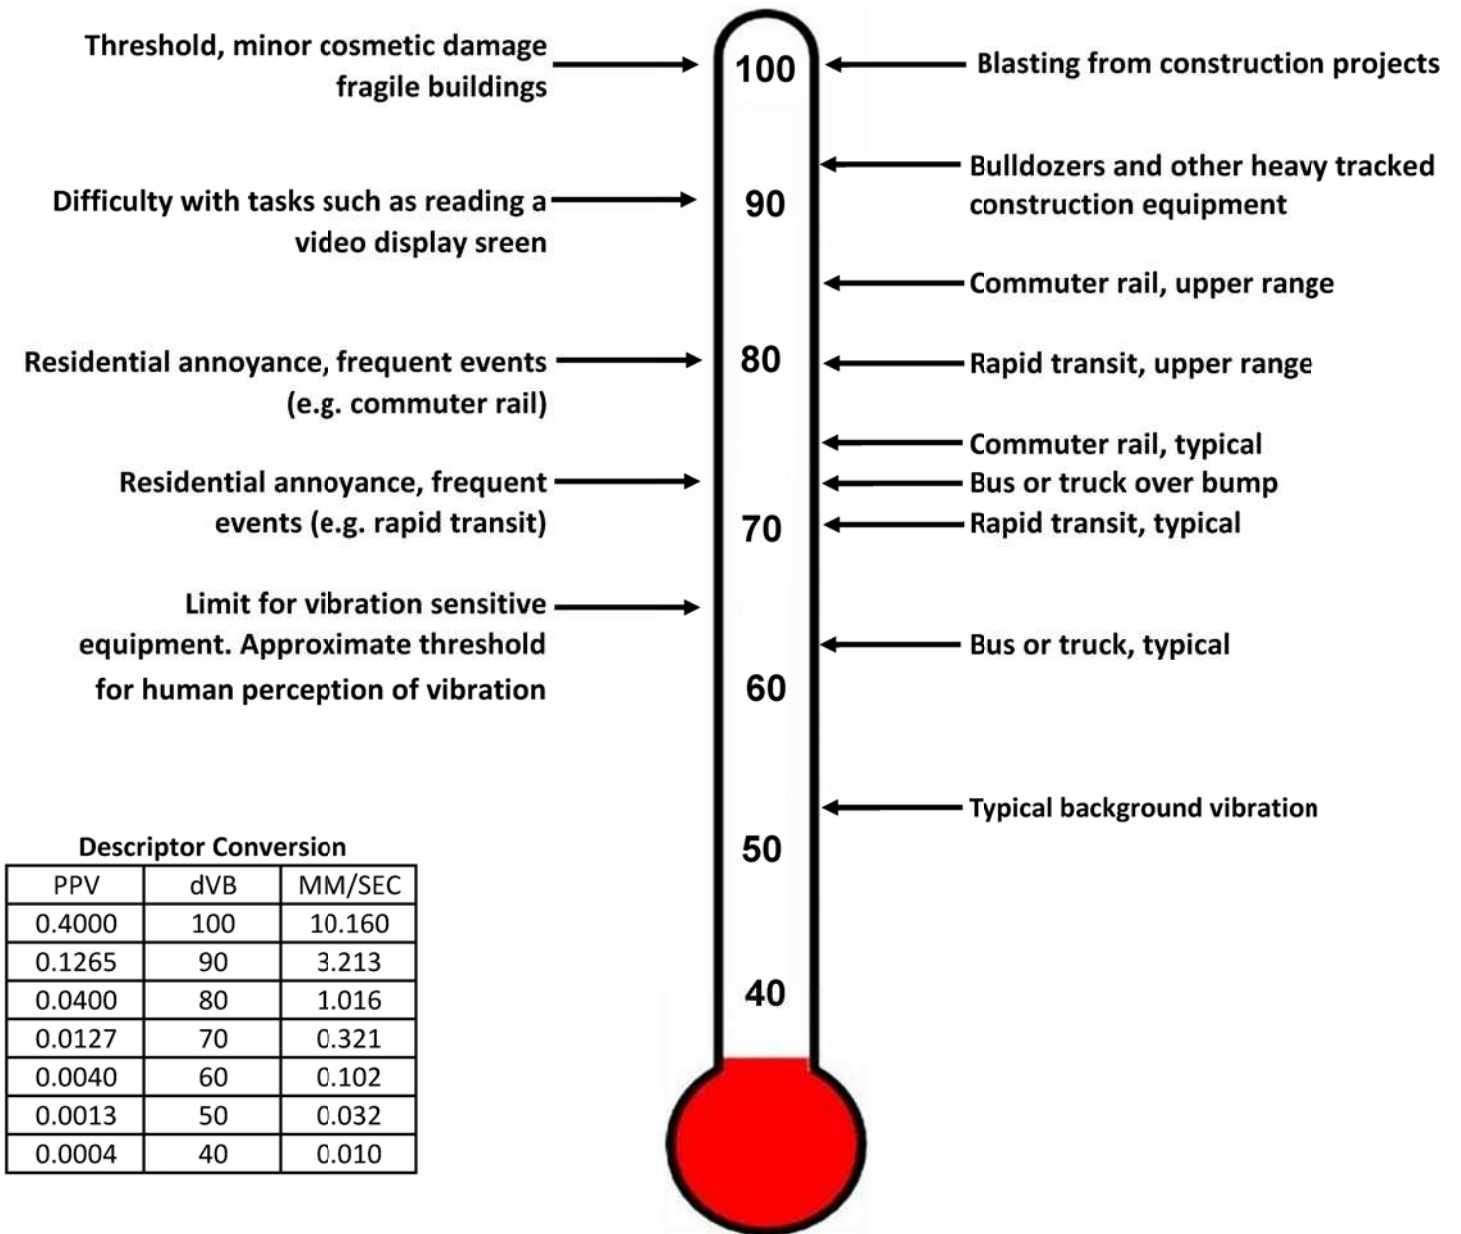 Threshold, minor cosmetic damage
fragile buildings
Difficulty with tasks such as reading a
video display sreen
Residential annoyance, frequent events
(e.g. commuter rail)
Residential annoyance, frequent
events (e.g. rapid transit)
Limit for vibration sensitive
equipment. Approximate threshold
for human perception of vibration
100
90
80
70
60
50
40
Blasting from construction projects
Bulldozers and other heavy tracked
construction equipment
Commuter rail, upper range
Rapid transit, upper range
Commuter rail, typical
Bus or truck over bump
Rapid transit, typical
Bus or truck, typical
Typical background vibration
Descriptor Conversion
PPV dVB MM/SEC
0.4000 100 10.160
0.1265 90 3.213
0.0400 80 1.016
0.0127 70 0.321
0.0040 60 0.102
0.0013 50 0.032
0.0004 40 0.010